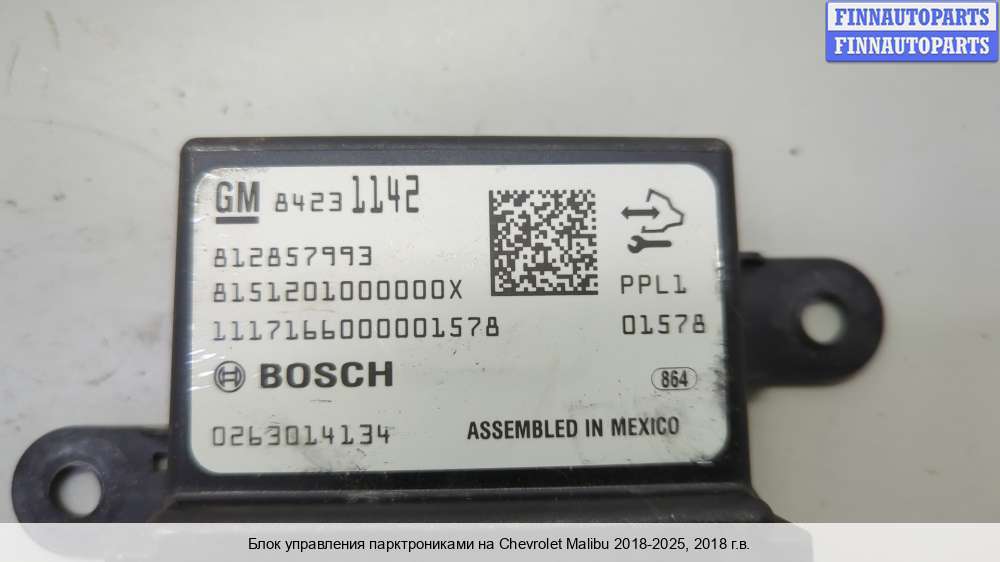 FINNAUTOPARTS
FINNAUTOPARTS
GM 84231142
812857993
8151201000000X
PPL1
1117166000001578
01578
BOSCH
864
0263014134
ASSEMBLED IN MEXICO
Блок управления парктрониками на Chevrolet Malibu 2018-2025, 2018 г.в.